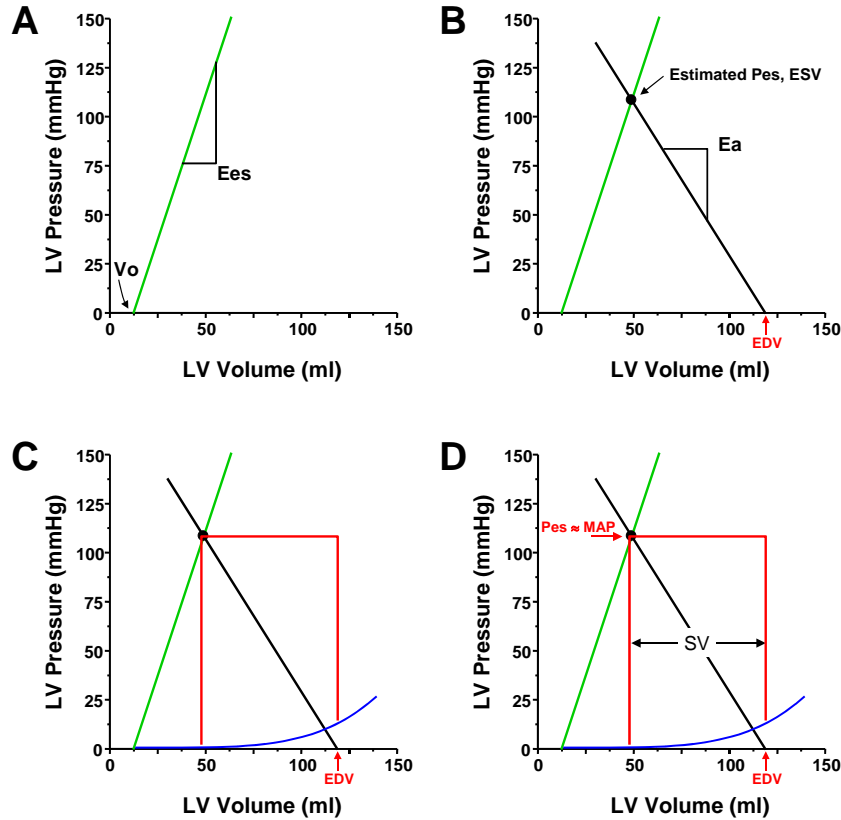 A
150
125
100
75
50
25
0
LV Pressure (mmHg)
Ees
Vo
0
50
100
150
LV Volume (ml)
B
150
125
100
75
50
25
0
LV Pressure (mmHg)
Estimated Pes, ESV
Ea
0
50
100
150
EDV
LV Volume (ml)
C
150
125
100
75
50
25
0
LV Pressure (mmHg)
0
50
100
150
EDV
LV Volume (ml)
D
150
125
100
75
50
25
0
LV Pressure (mmHg)
Pes ≈ MAP
SV
0
50
100
150
EDV
LV Volume (ml)